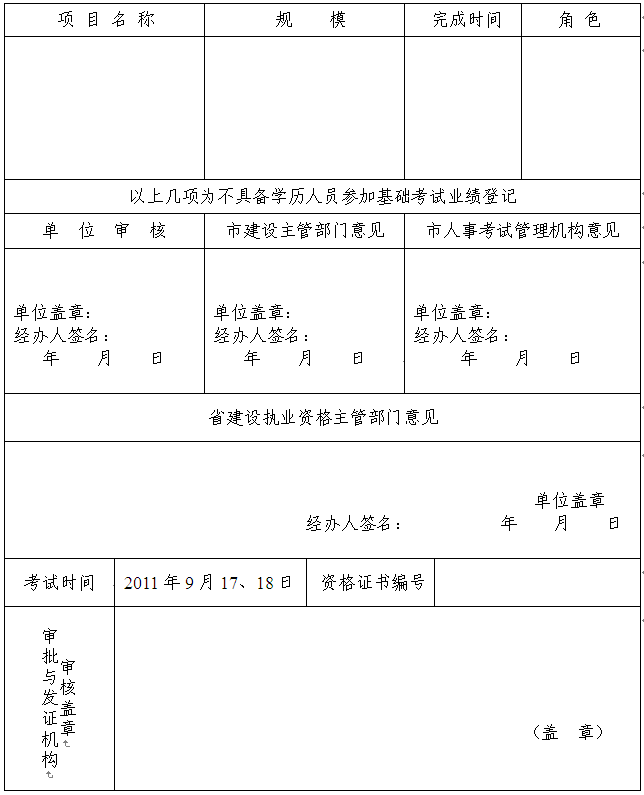 项 目 名 称 规 模 完成时间 角 色
以上几项为不具备学历人员参加基础考试业绩登记
单 位 审 核 市建设主管部门意见 市人事考试管理机构意见
单位盖章： 单位盖章： 单位盖章：
经办人签名： 经办人签名： 经办人签名：
年 月 日 年 月 日 年 月 日
省建设执业资格主管部门意见
单位盖章
经办人签名： 年 月 日
考试时间 2011 年 9 月 17、18 日 资格证书编号
审批与发证机构
审核盖章
（盖 章）